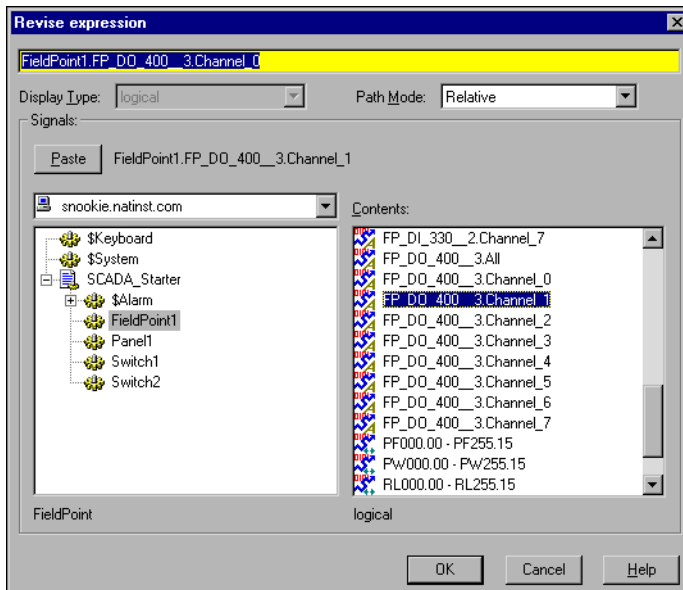 Revise expression
FieldPoint1.FP_DO_400__3.Channel_0
Display Type: logical Path Mode: Relative
Signals:
Paste FieldPoint1.FP_DO_400__3.Channel_1
snookie.natinst.com
Contents:
$Keyboard
$System
SCADA_Starter
$Alarm
FieldPoint1
Panel1
Switch1
Switch2
FP_DI_330__2.Channel_7
FP_DO_400__3.All
FP_DO_400__3.Channel_0
FP_DO_400__3.Channel_1
FP_DO_400__3.Channel_2
FP_DO_400__3.Channel_3
FP_DO_400__3.Channel_4
FP_DO_400__3.Channel_5
FP_DO_400__3.Channel_6
FP_DO_400__3.Channel_7
PF000.00 - PF255.15
PW000.00 - PW255.15
RL000.00 - RL255.15
FieldPoint
logical
OK Cancel Help